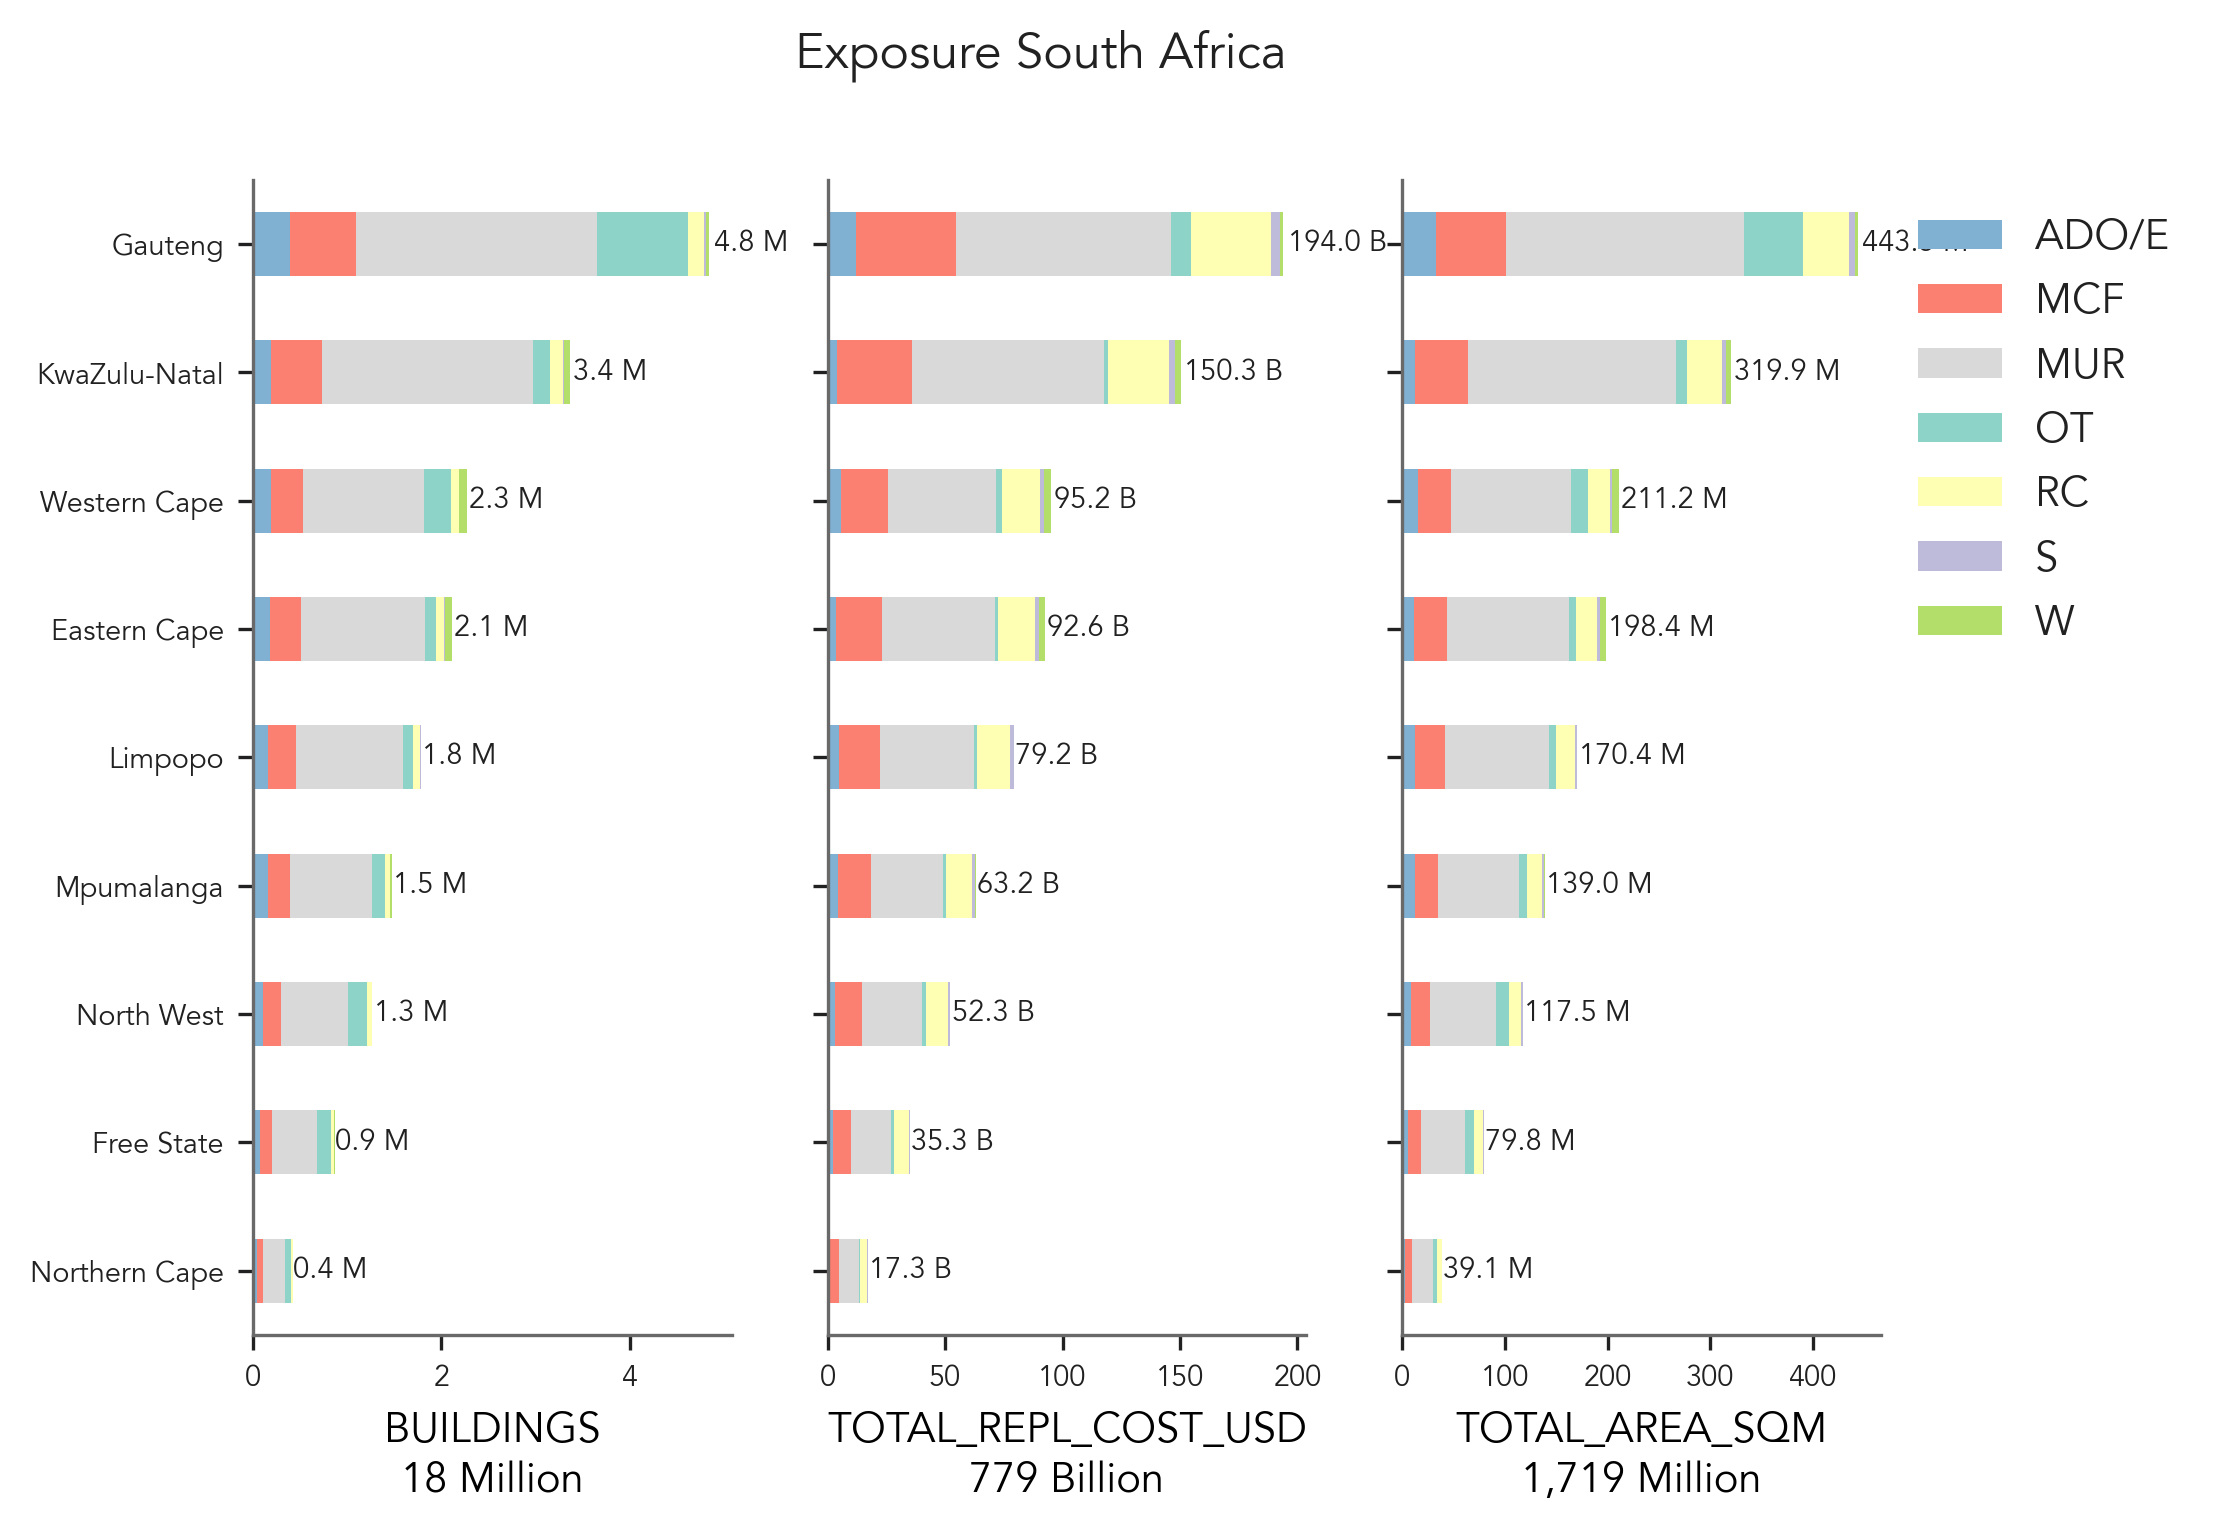 Exposure South Africa
Gauteng
KwaZulu-Natal
Western Cape
Eastern Cape
Limpopo
Mpumalanga
North West
Free State
Northern Cape
4.8 M
3.4 M
2.3 M
2.1 M
1.8 M
1.5 M
1.3 M
0.9 M
0.4 M
0 2 4
BUILDINGS
18 Million
194.0 B
150.3 B
95.2 B
92.6 B
79.2 B
63.2 B
52.3 B
35.3 B
17.3 B
0 50 100 150 200
TOTAL_REPL_COST_USD
779 Billion
319.9 M
211.2 M
198.4 M
170.4 M
139.0 M
117.5 M
79.8 M
39.1 M
0 100 200 300 400
TOTAL_AREA_SQM
1,719 Million
ADO/E
MCF
MUR
OT
RC
S
W